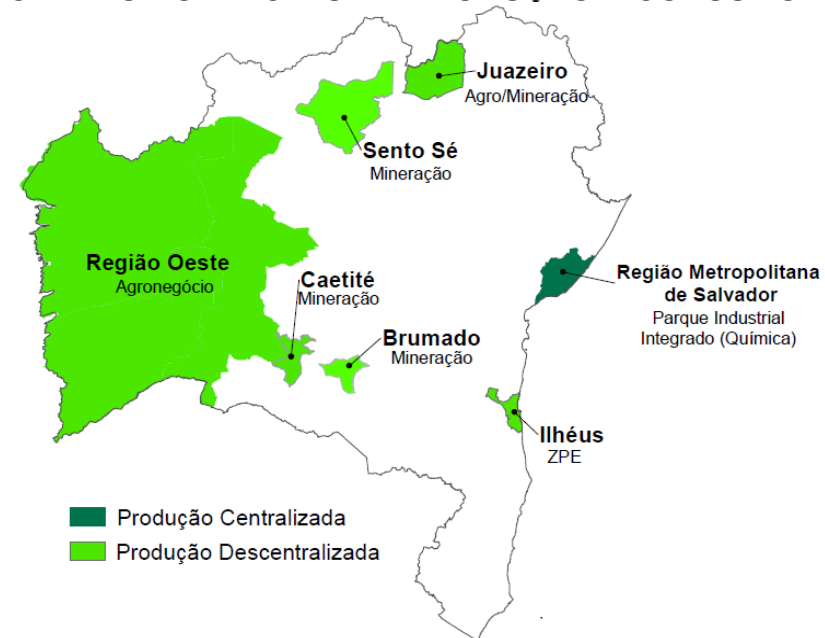 Juazeiro
Agro/Mineração
Sento Sé
Mineração
Região Oeste
Agronegócio
Caetité
Mineração
Região Metropolitana
de Salvador
Parque Industrial
Integrado (Química)
Brumado
Mineração
Ilhéus
ZPE
Produção Centralizada
Produção Descentralizada